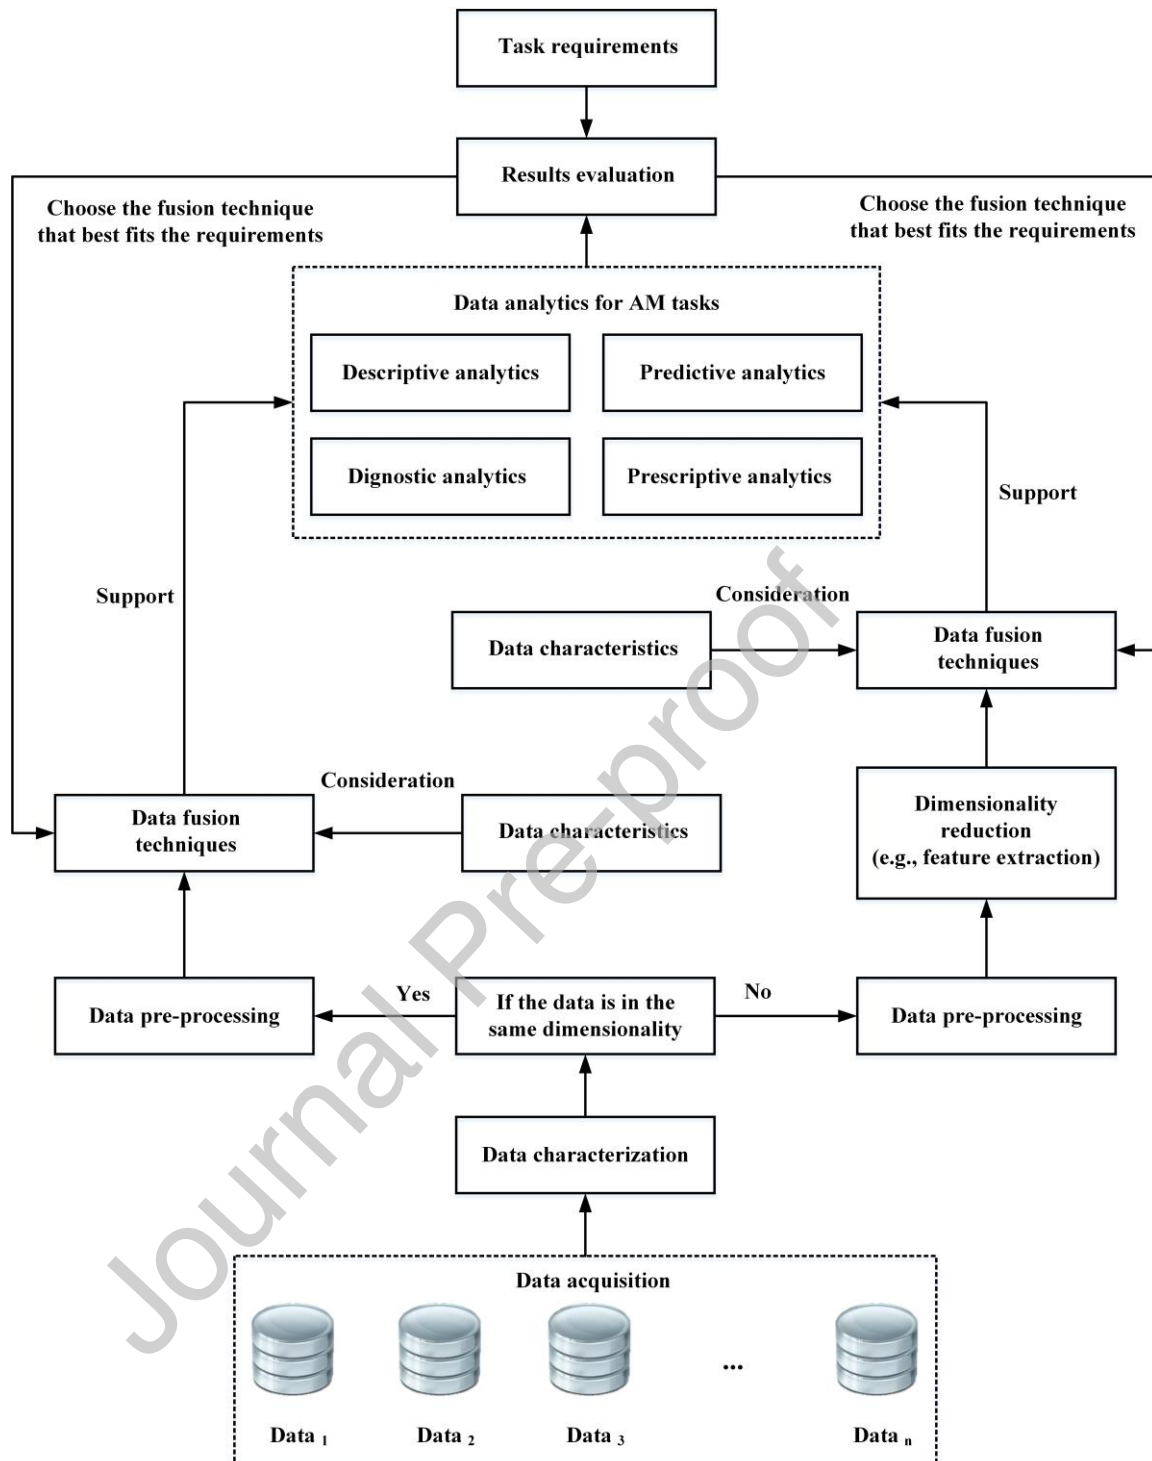 Task requirements
Results evaluation
Choose the fusion technique
that best fits the requirements
Choose the fusion technique
that best fits the requirements
Data analytics for AM tasks
Descriptive analytics
Predictive analytics
Dignostic analytics
Prescriptive analytics
Support
Support
Consideration
Data characteristics
Data fusion
techniques
Consideration
Data fusion
techniques
Data characteristics
Dimensionality
reduction
(e.g., feature extraction)
Yes
No
Data pre-processing
If the data is in the
same dimensionality
Data pre-processing
Data characterization
Data acquisition
...
Data 1
Data 2
Data 3
Data n
Journal Pre-proof